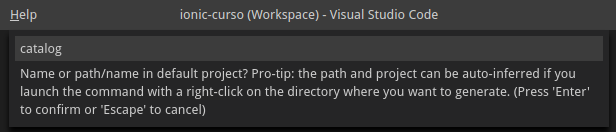 Help ionic-curso (Workspace) - Visual Studio Code
catalog
Name or path/name in default project? Pro-tip: the path and project can be auto-inferred if you
launch the command with a right-click on the directory where you want to generate. (Press 'Enter'
to confirm or 'Escape' to cancel)